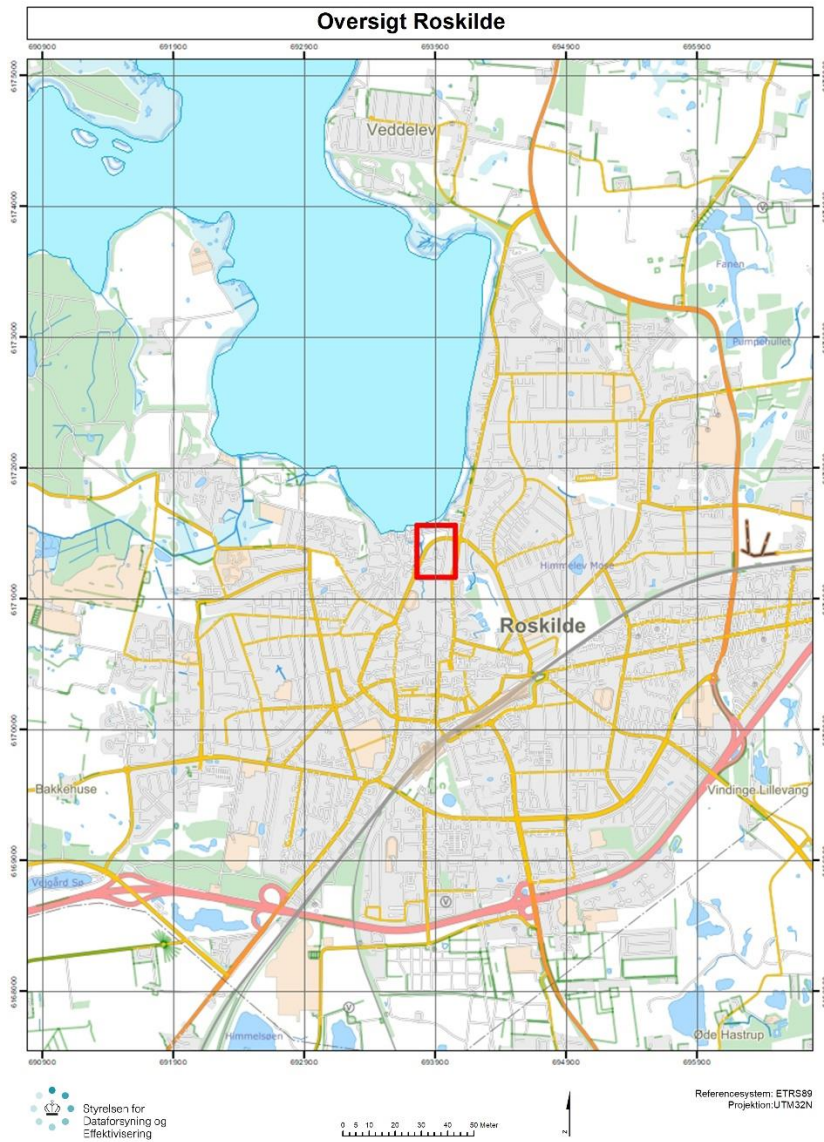 Oversigt Roskilde
690900 691900 692900 693900 694900 695900
6175000
Veddelev
6174000
Fanen
6173000
Pumpehullet
6172000
Himmelev Mose
6171000
Roskilde
6170000
Bakkehuse
Vindinge Lillevang
6169000
Vejgård Sø
6168000
Himmelsøen
Øde Hastrup
690900 691900 692900 693900 694900 695900
Styrelsen for
Dataforsyning og
Effektivisering
0 5 10 20 30 40 50 Meter
N
Referencesystem: ETRS89
Projektion:UTM32N